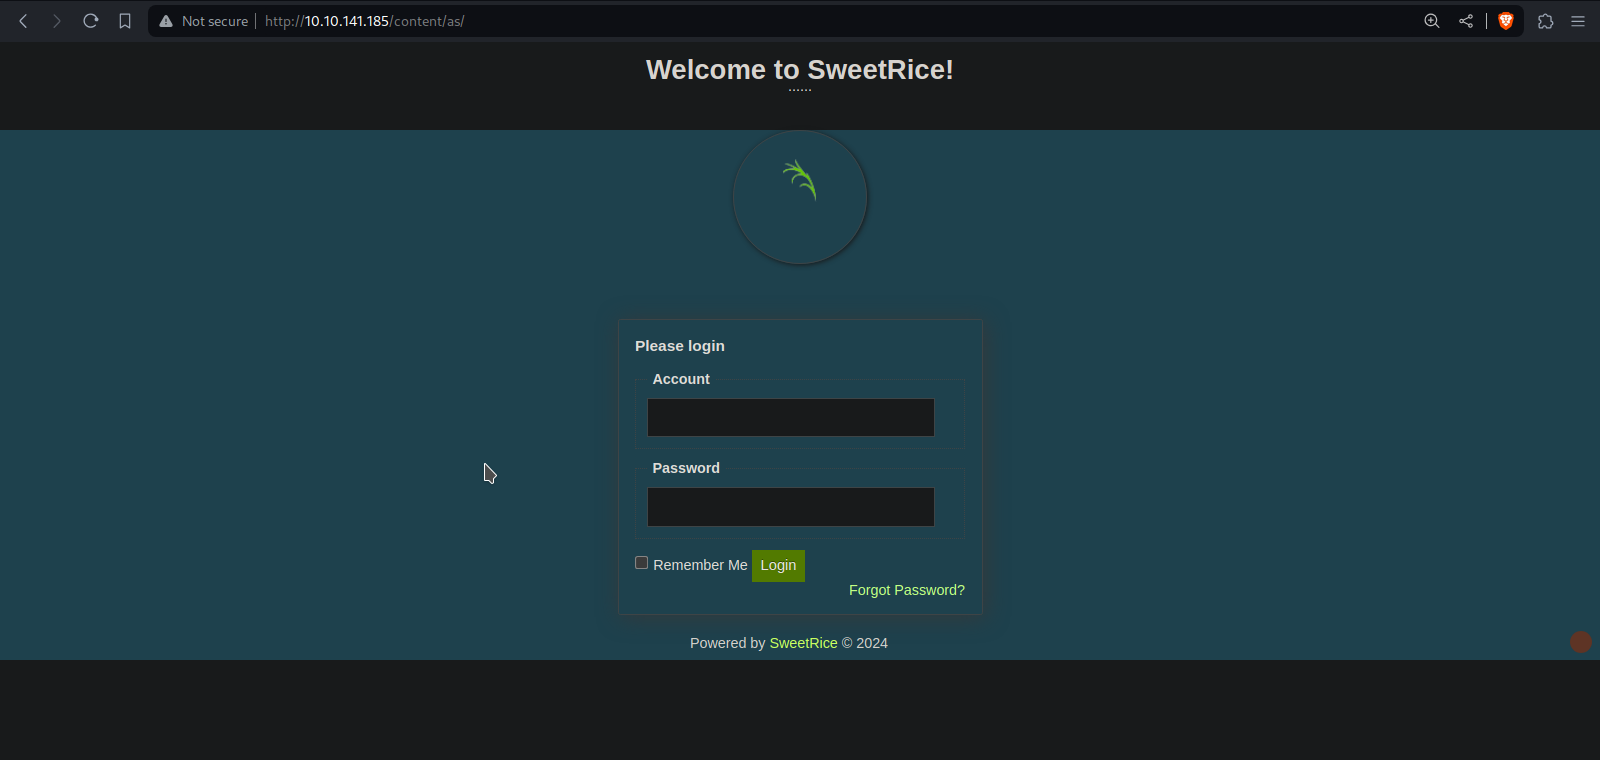 Not secure | http://10.10.141.185/content/as/
Welcome to SweetRice!
Please login
Account
Password
Remember Me Login
Forgot Password?
Powered by SweetRice © 2024